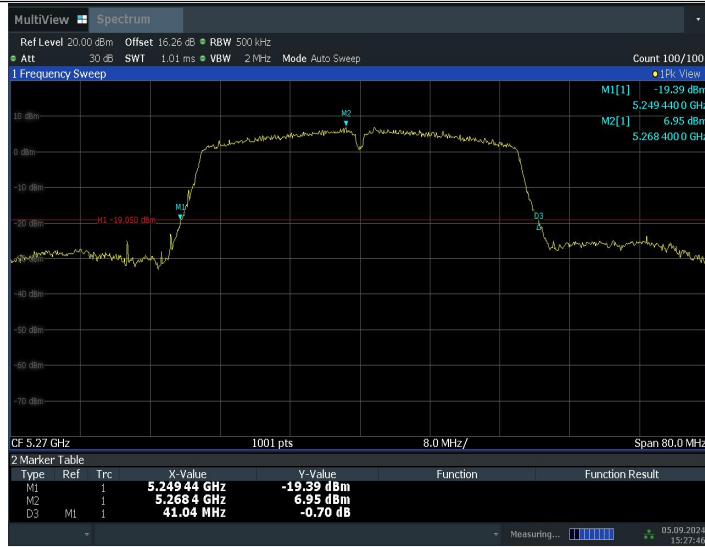 MultiView Spectrum
Ref Level 20.00 dBm Offset 16.26 dB RBW 500 kHz
Att 30 dB SWT 1.01 ms VBW 2 MHz Mode Auto Sweep Count 100/100
1 Frequency Sweep 1Pk View
M1[1] -19.39 dBm
5.249 440 0 GHz
M2[1] 6.95 dBm
5.268 400 0 GHz
M2
10 dBm
0 dBm
-10 dBm
M1
H1 -19.050 dBm
D3
-20 dBm
-40 dBm
-50 dBm
-60 dBm
-70 dBm
CF 5.27 GHz 1001 pts 8.0 MHz/ Span 80.0 MHz
2 Marker Table
Type Ref Trc X-Value Y-Value Function Function Result
M1 1 5.249 44 GHz -19.39 dBm
M2 1 5.268 4 GHz 6.95 dBm
D3 M1 1 41.04 MHz -0.70 dB
Measuring... 05.09.2024
15:27:46